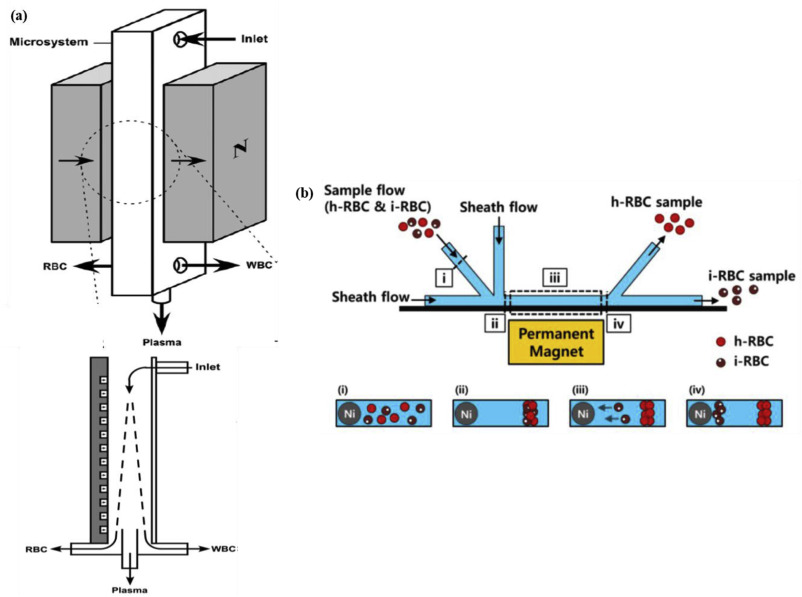 (a)
Microsystem
Inlet
N
RBC
WBC
Plasma
Inlet
RBC
WBC
Plasma
(b)
Sample flow
(h-RBC & i-RBC)
Sheath flow
h-RBC sample
i
iii
i-RBC sample
Sheath flow
ii
iv
Permanent
Magnet
h-RBC
i-RBC
(i)
(ii)
(iii)
(iv)
Ni
Ni
Ni
Ni